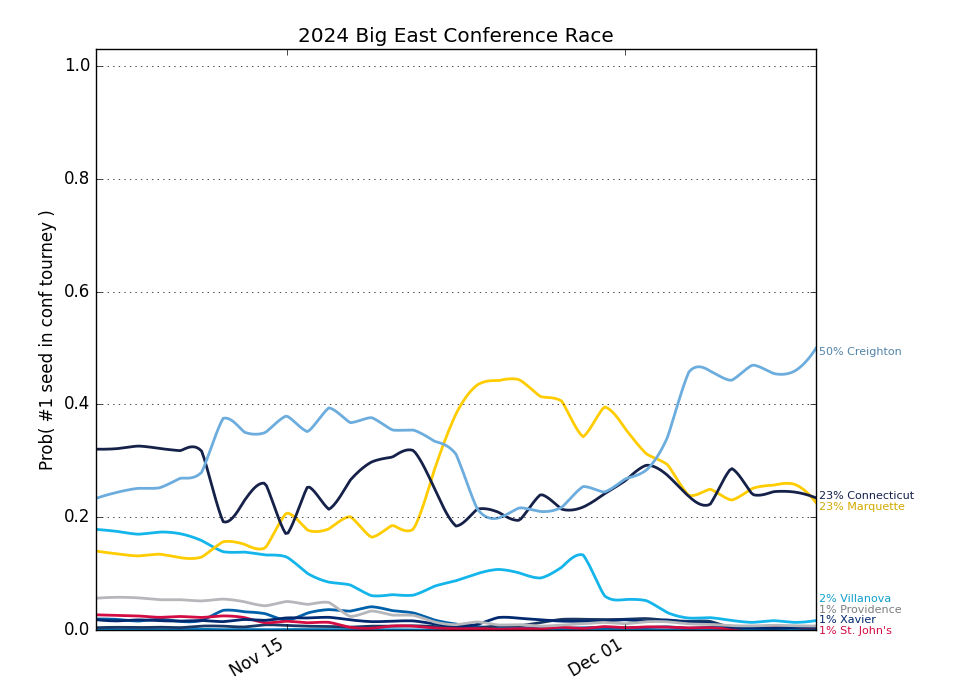 2024 Big East Conference Race
Prob( #1 seed in conf tourney )
1.0
0.8
0.6
0.4
0.2
0.0
Nov 15
Dec 01
50% Creighton
23% Connecticut
23% Marquette
2% Villanova
1% Providence
1% Xavier
1% St. John's